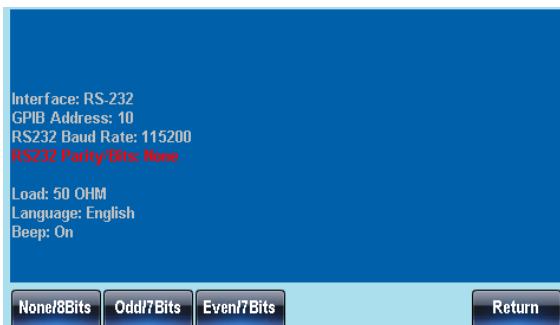 Interface: RS-232
GPIB Address: 10
RS232 Baud Rate: 115200
RS232 Parity/Bits: None
Load: 50 OHM
Language: English
Beep: On
None/8Bits Odd/7Bits Even/7Bits Return